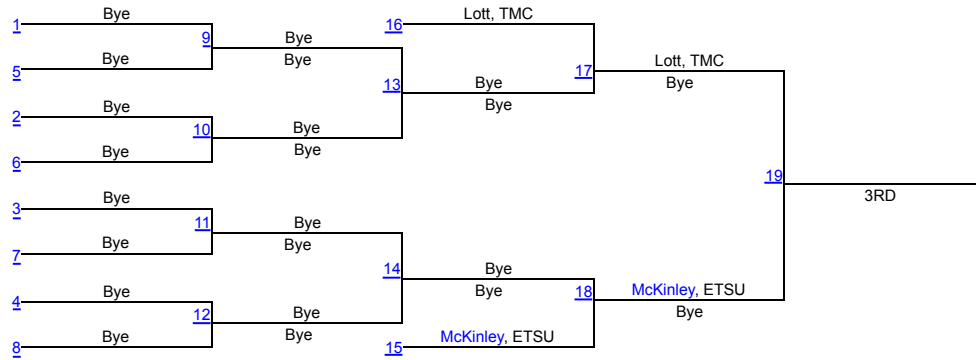 Bye
Lott, TMC
1
16
9
Bye
Bye
Bye
Lott, TMC
5
17
Bye
Bye
13
Bye
Bye
2
Bye
10
Bye
Bye
Bye
6
19
Bye
3RD
3
11
Bye
Bye
Bye
7
14
Bye
Bye
Bye
McKinley, ETSU
18
4
Bye
12
Bye
Bye
Bye
McKinley, ETSU
8
15